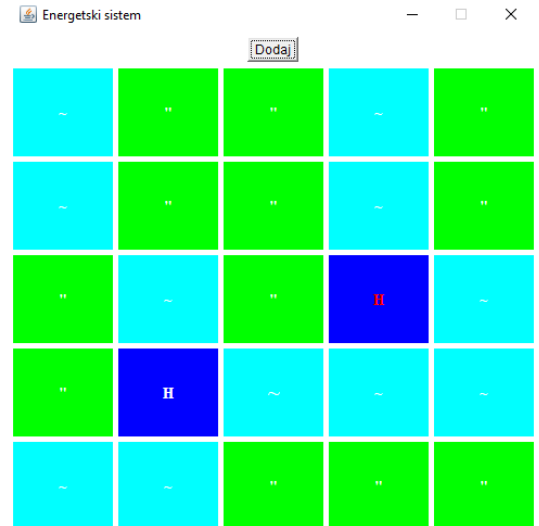 Energetski sistem
Dodaj
~ " " ~ "
~ " " ~ "
" ~ " H ~
" H ~ ~ ~
~ ~ " " "